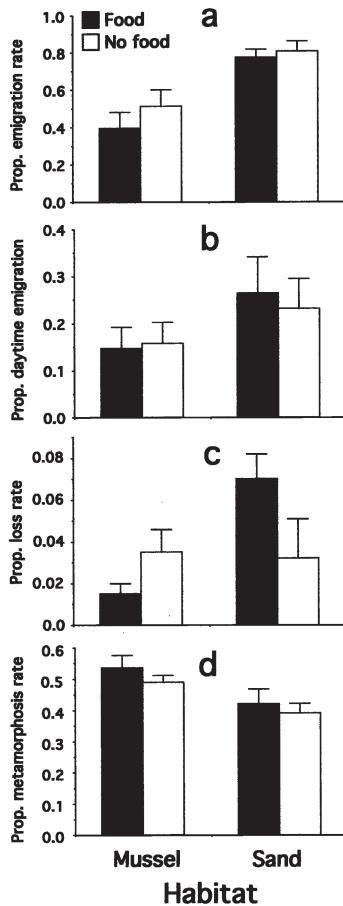 Food
No food
a
Prop. emigration rate
1.0
0.8
0.6
0.4
0.2
0.0
b
Prop. daytime emigration
0.4
0.3
0.2
0.1
0.0
c
Prop. loss rate
0.08
0.06
0.04
0.02
0.00
d
Prop. metamorphosis rate
0.6
0.5
0.4
0.3
0.2
0.1
0.0
Mussel Sand
Habitat